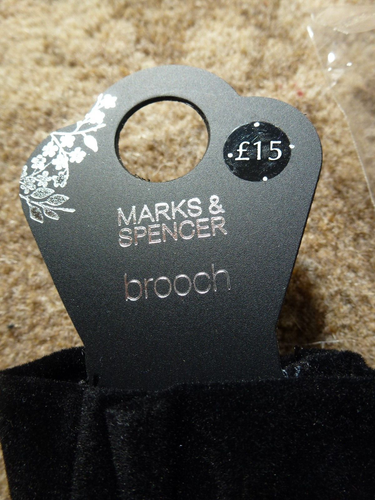 £15
MARKS &
SPENCER
brooch